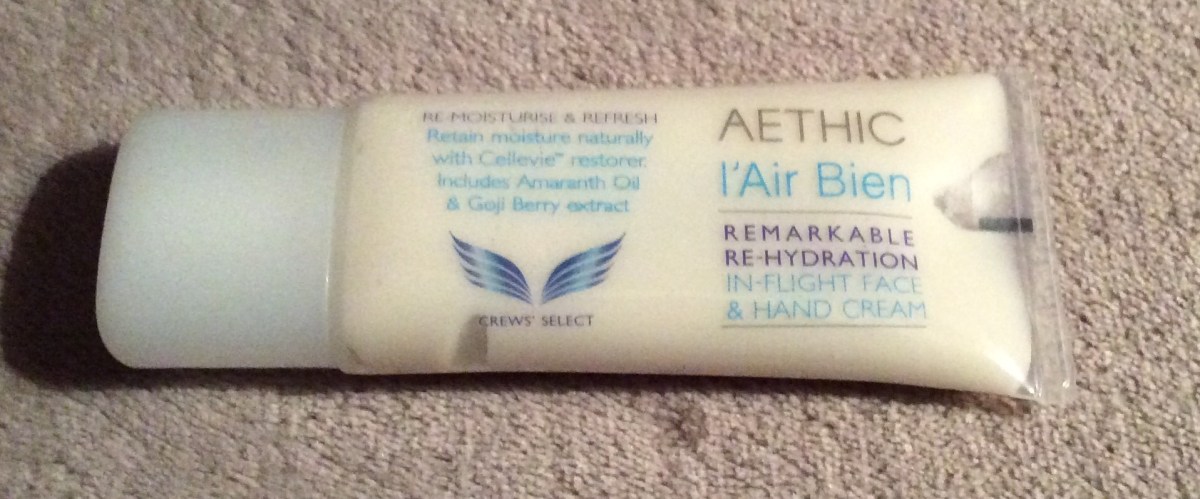 RE-MOISTURISE & REFRESH
Retain moisture naturally
with Cellevie™ restorer.
Includes Amaranth Oil
& Goji Berry extract
CREWS' SELECT
AETHIC
l'Air Bien
REMARKABLE
RE-HYDRATION
IN-FLIGHT FACE
& HAND CREAM